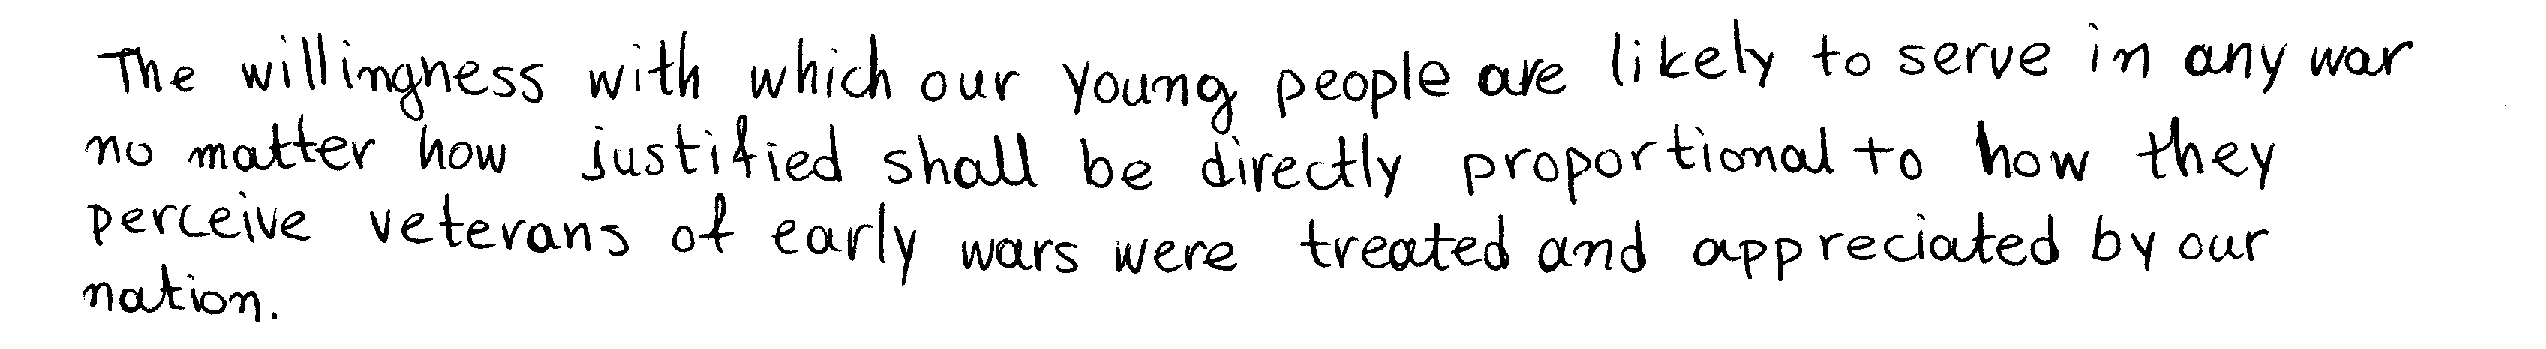 The willingness with which our young people are likely to serve in any war
no matter how justified shall be directly proportional to how they
perceive veterans of early wars were treated and appreciated by our
nation.